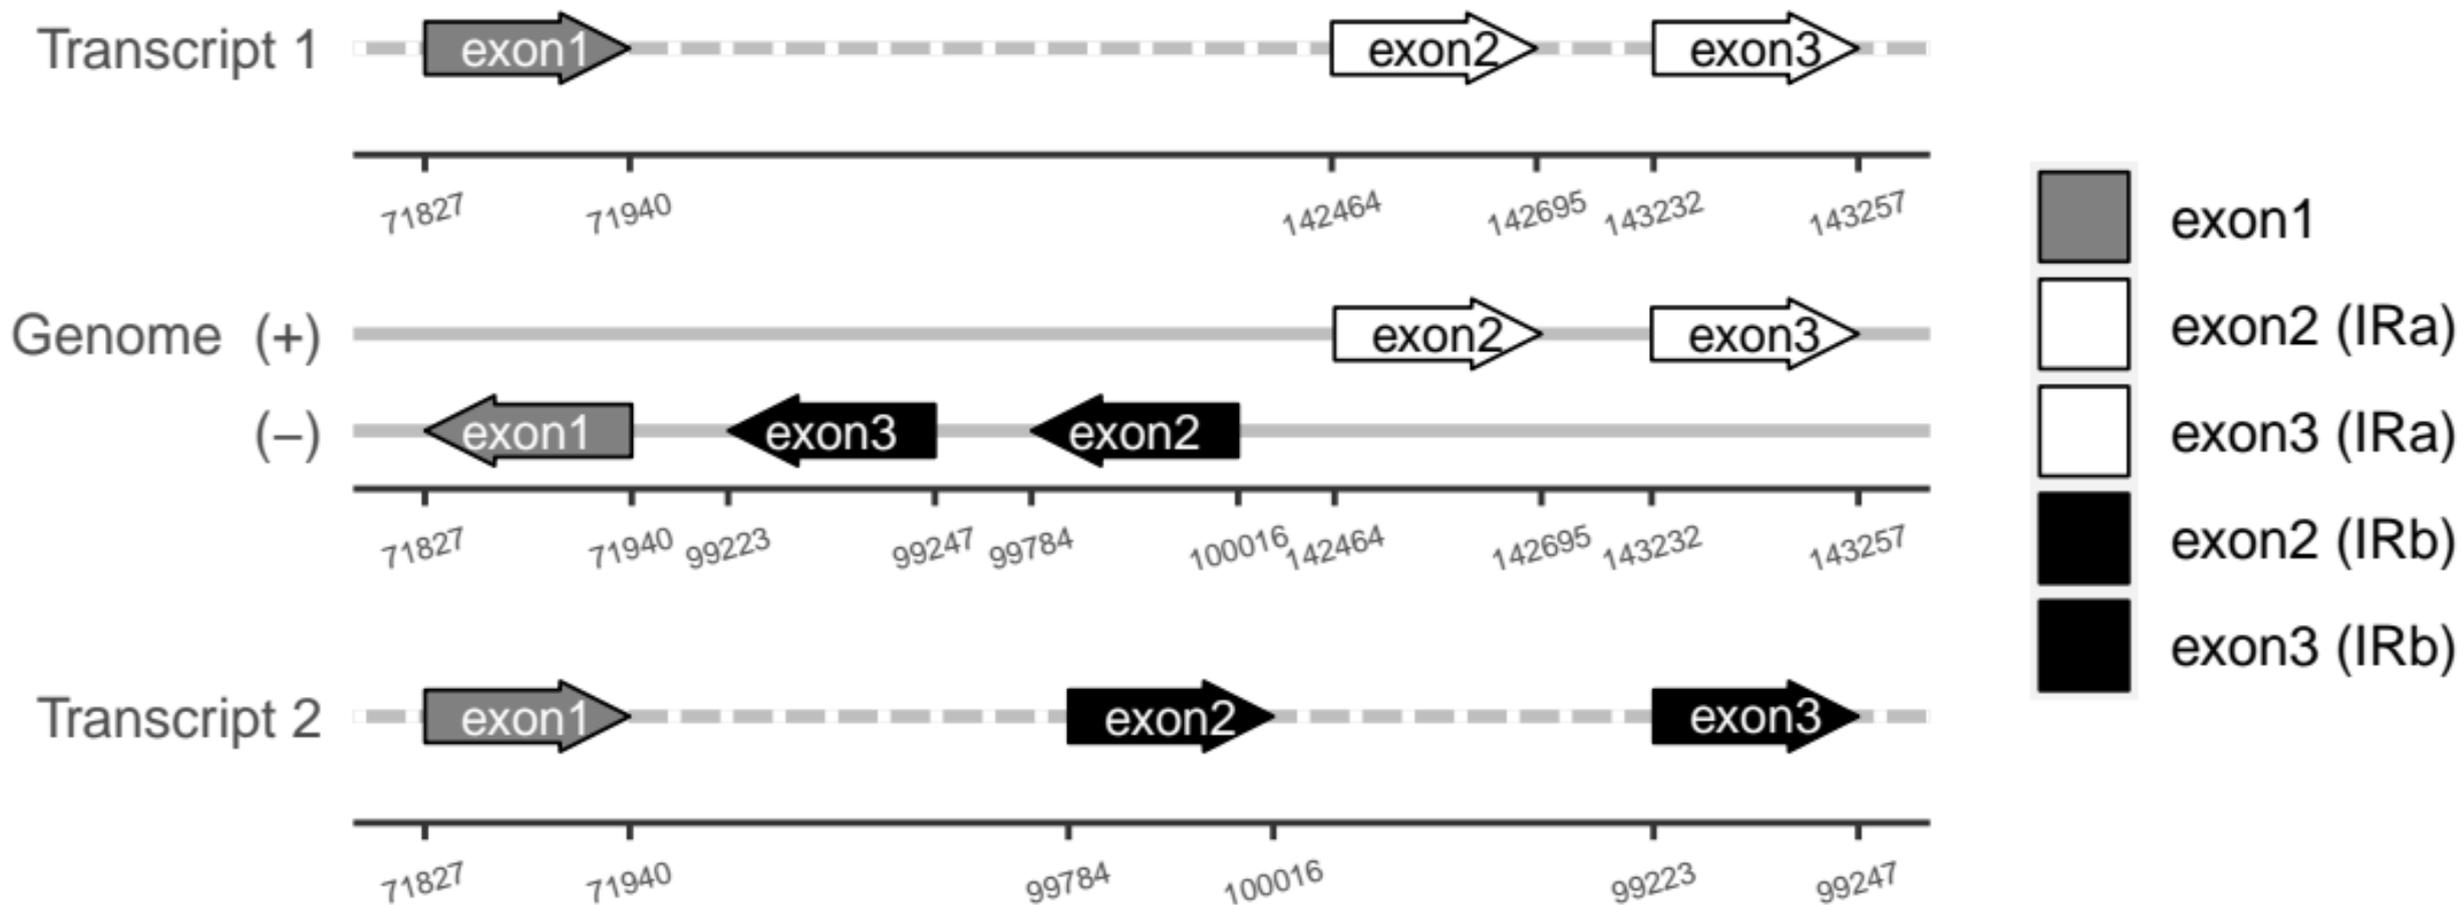 Transcript 1 exon1 exon2 exon3
71827 71940 142464 142695 143232 143257
Genome (+) exon2 exon3
(–) exon1 exon3 exon2
71827 71940 99223 99247 99784 100016 142464 142695 143232 143257
Transcript 2 exon1 exon2 exon3
71827 71940 99784 100016 99223 99247
exon1
exon2 (IRa)
exon3 (IRa)
exon2 (IRb)
exon3 (IRb)